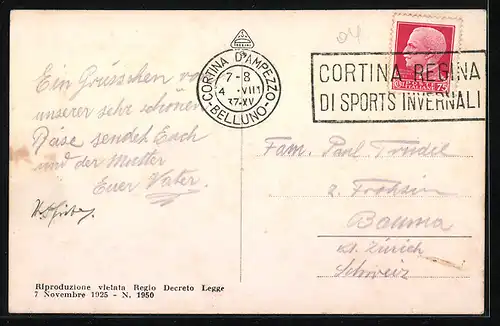 Ein Grüsschen von
unserer sehr schönen
sendet Euch
und der Mutter
Euer Vater.
Riproduzione vietata Regio Decreto Legge
7 Novembre 1925 - N. 1950
CORTINA D'AMPEZZO
7-8
4 VIII
37-XV
BELLUNO
CORTINA REGINA
DI SPORTS INVERNALI
Fam. Paul
z.
Bauma
Kt. Zürich
Schweiz